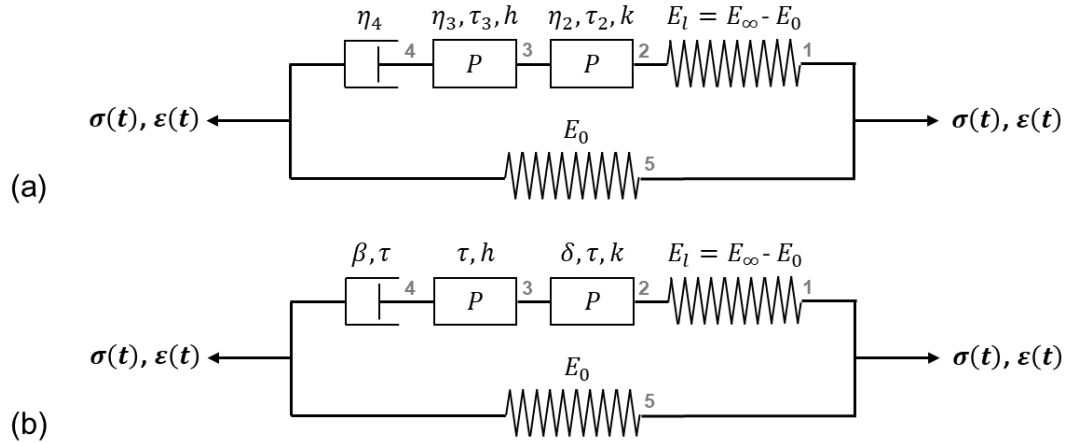 η₄ η₃, τ₃, h η₂, τ₂, k Eₗ = E∞ - E₀
4 3 2 1
P P
σ(t), ε(t) σ(t), ε(t)
E₀
5
(a)
β, τ τ, h δ, τ, k Eₗ = E∞ - E₀
4 3 2 1
P P
σ(t), ε(t) σ(t), ε(t)
E₀
5
(b)